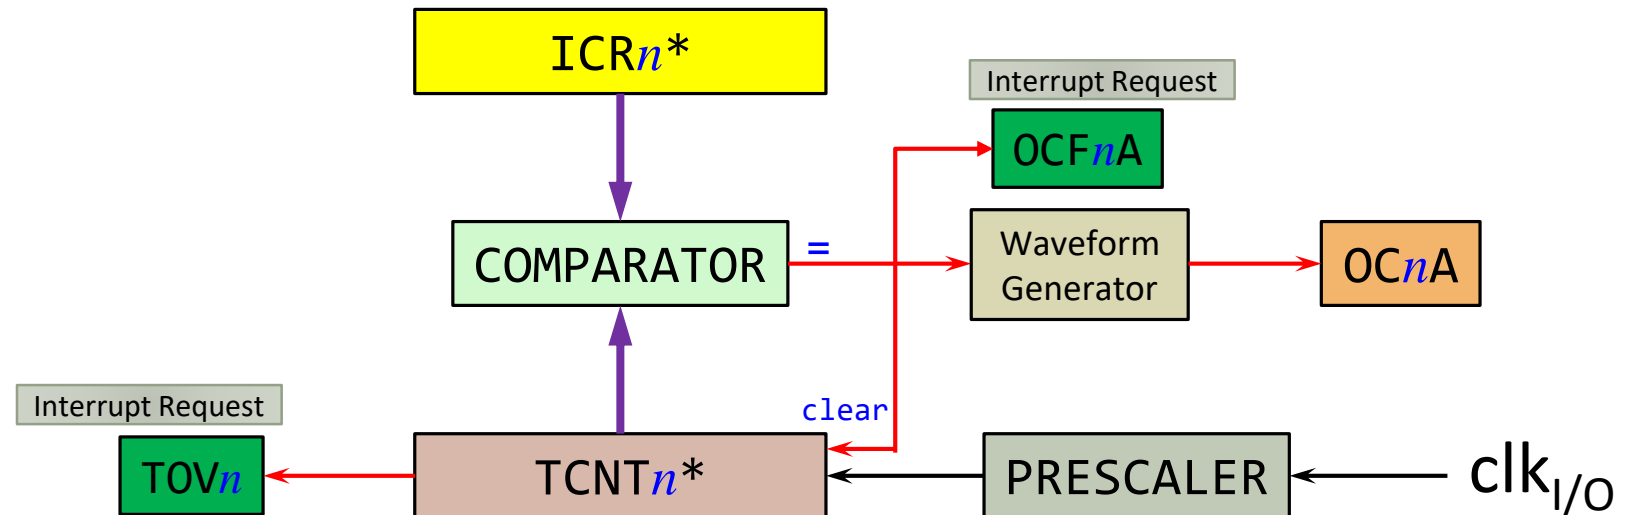 ICRn*
Interrupt Request
OCFnA
COMPARATOR
=
Waveform
Generator
OCnA
Interrupt Request
clear
TOVn
TCNTn*
PRESCALER
clkI/O